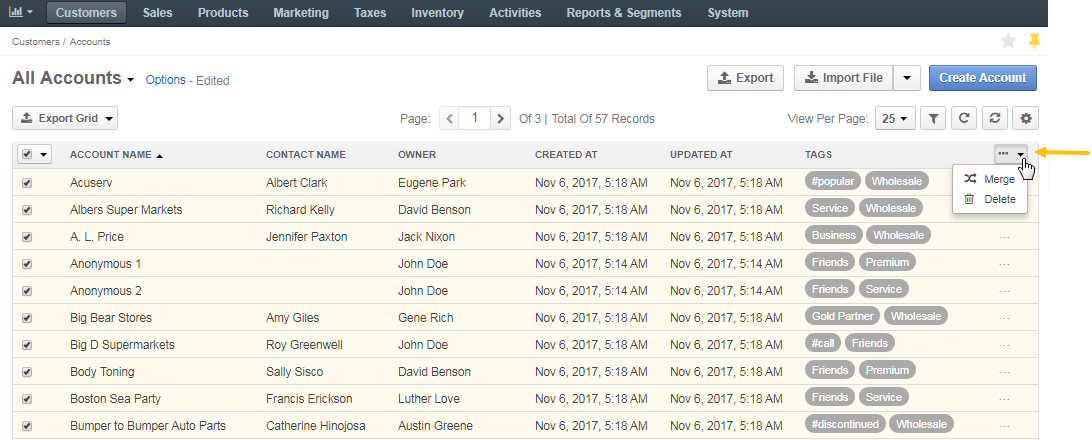 Customers Sales Products Marketing Taxes Inventory Activities Reports & Segments System
Customers / Accounts
All Accounts Options - Edited Export Import File Create Account
Export Grid Page: 1 Of 3 | Total Of 57 Records View Per Page: 25
ACCOUNT NAME CONTACT NAME OWNER CREATED AT UPDATED AT TAGS ...
Acuserv Albert Clark Eugene Park Nov 6, 2017, 5:18 AM Nov 6, 2017, 5:18 AM #popular Wholesale
Merge
Albers Super Markets Richard Kelly David Benson Nov 6, 2017, 5:18 AM Nov 6, 2017, 5:18 AM Service Wholesale
Delete
A. L. Price Jennifer Paxton Jack Nixon Nov 6, 2017, 5:18 AM Nov 6, 2017, 5:18 AM Business Wholesale ...
Anonymous 1 John Doe Nov 6, 2017, 5:14 AM Nov 6, 2017, 5:14 AM Friends Premium ...
Anonymous 2 John Doe Nov 6, 2017, 5:14 AM Nov 6, 2017, 5:14 AM Friends Service ...
Big Bear Stores Amy Giles Gene Rich Nov 6, 2017, 5:18 AM Nov 6, 2017, 5:18 AM Gold Partner Wholesale ...
Big D Supermarkets Roy Greenwell John Doe Nov 6, 2017, 5:18 AM Nov 6, 2017, 5:18 AM #call Friends ...
Body Toning Sally Sisco David Benson Nov 6, 2017, 5:18 AM Nov 6, 2017, 5:18 AM Friends Premium ...
Boston Sea Party Francis Erickson Luther Love Nov 6, 2017, 5:18 AM Nov 6, 2017, 5:18 AM Friends Service ...
Bumper to Bumper Auto Parts Catherine Hinojosa Austin Greene Nov 6, 2017, 5:18 AM Nov 6, 2017, 5:18 AM #discontinued Wholesale ...